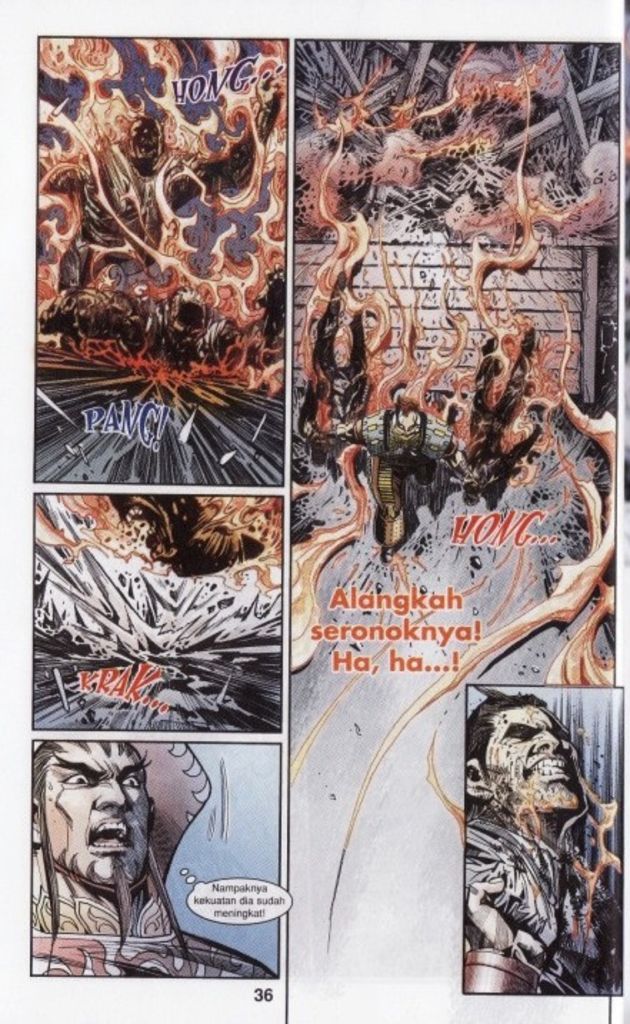 HONG...
PANG!
KRAK...
Nampaknya
kekuatan dia sudah
meningkat!
HONG...
Alangkah
seronoknya!
Ha, ha...!
36